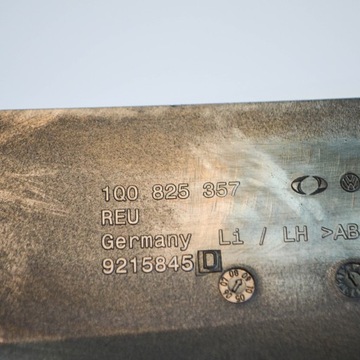 1Q0 825 357
REU
Germany Li / LH >AB
9215845 D